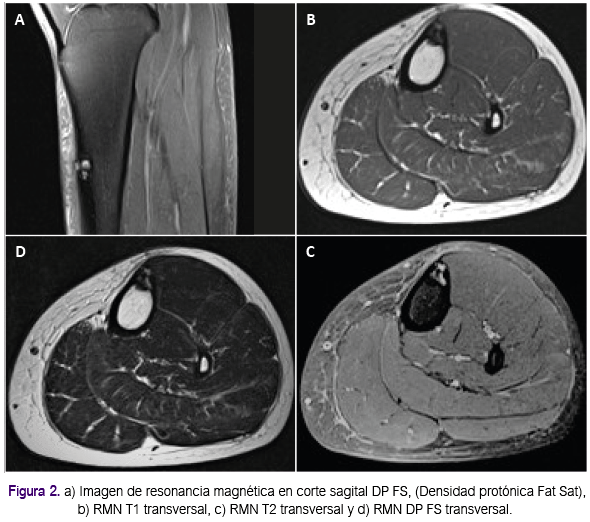 A
B
D
C
Figura 2. a) Imagen de resonancia magnética en corte sagital DP FS, (Densidad protónica Fat Sat),
b) RMN T1 transversal, c) RMN T2 transversal y d) RMN DP FS transversal.